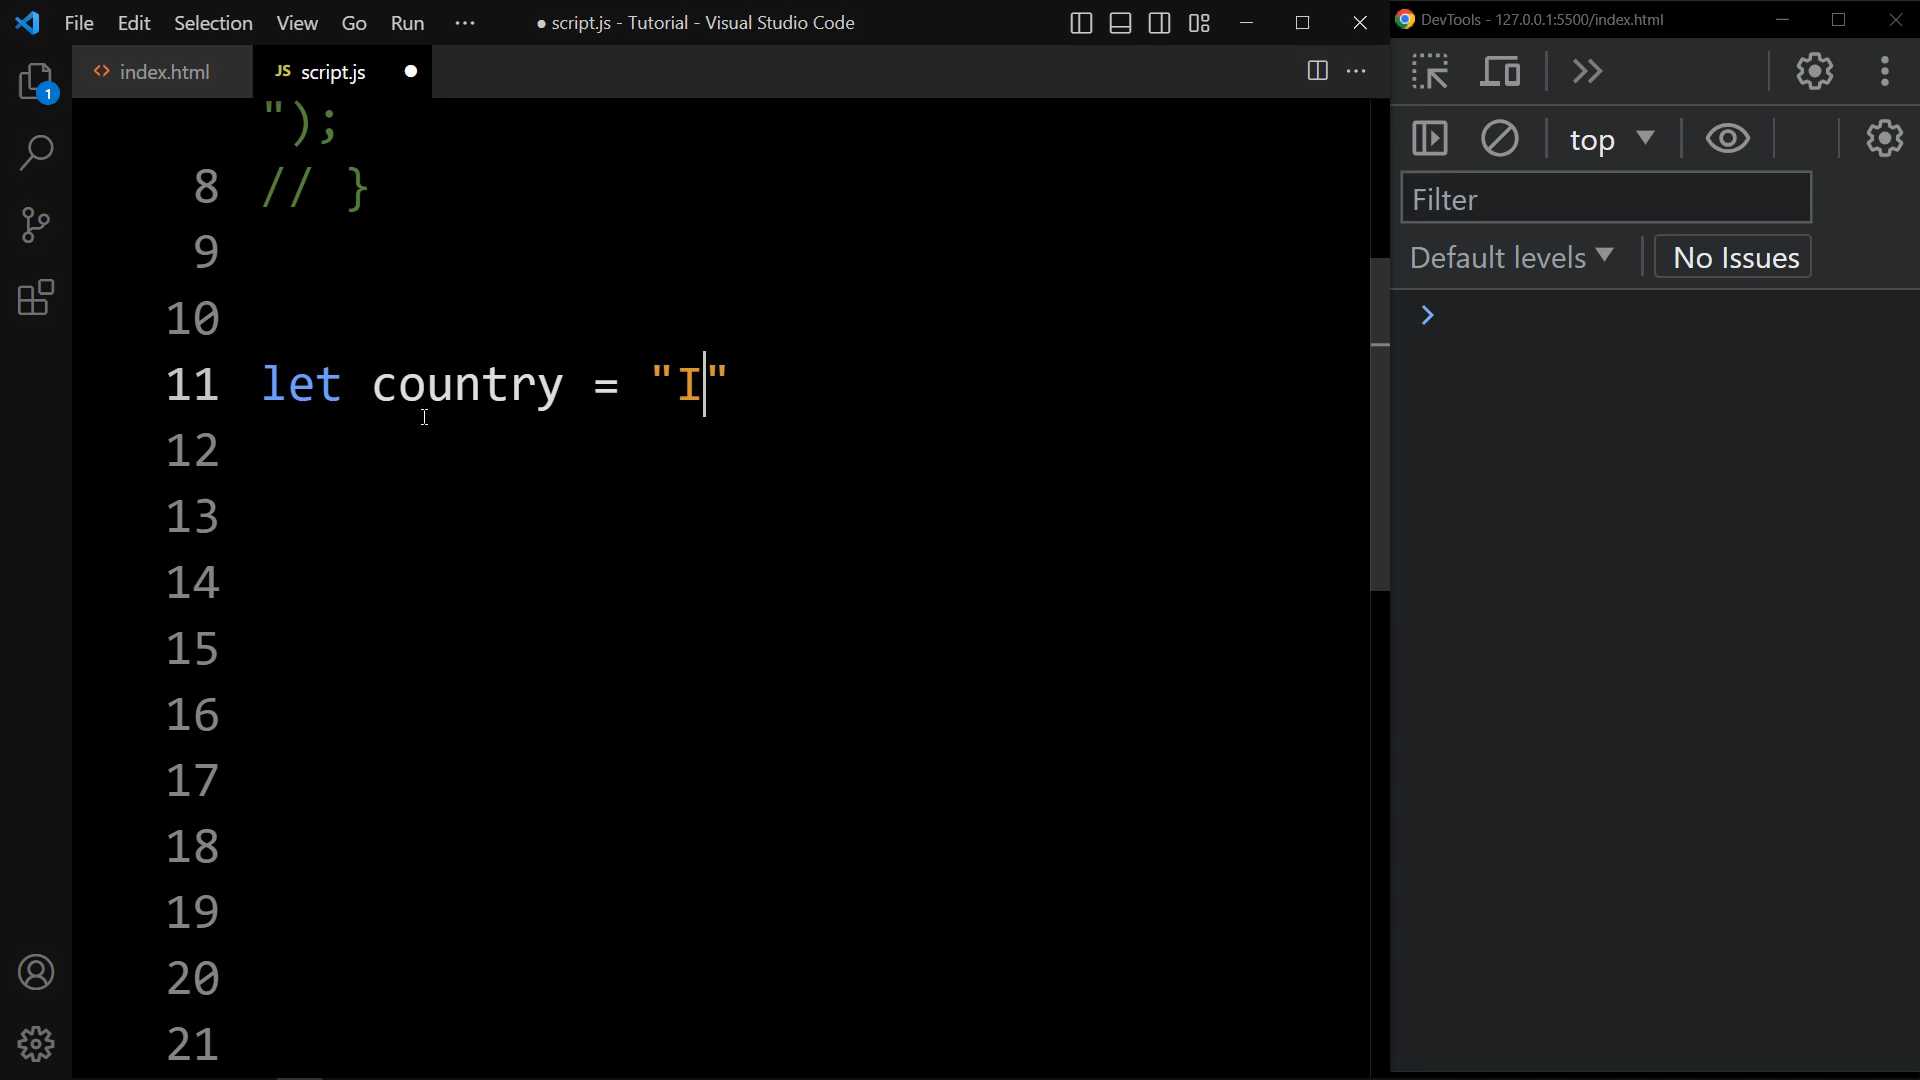 File Edit Selection View Go Run ··· ● script.js - Tutorial - Visual Studio Code
DevTools - 127.0.0.1:5500/index.html
index.html
JS script.js
1
top
Filter
Default levels
No Issues
");
8 // }
9
10
11 let country = "I"
12
13
14
15
16
17
18
19
20
21